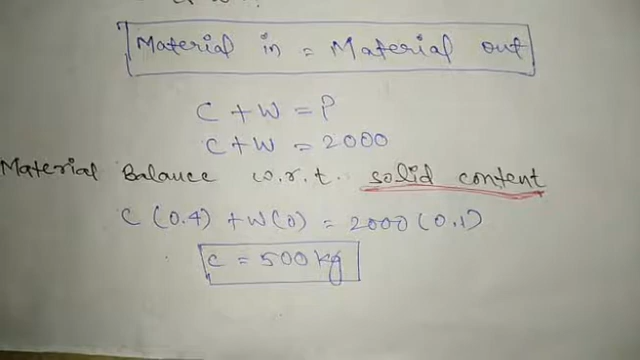 Material in = Material out
C + W = P
C + W = 2000
Material Balance w.r.t. solid content
C (0.4) + W(0) = 2000 (0.1)
C = 500 kg